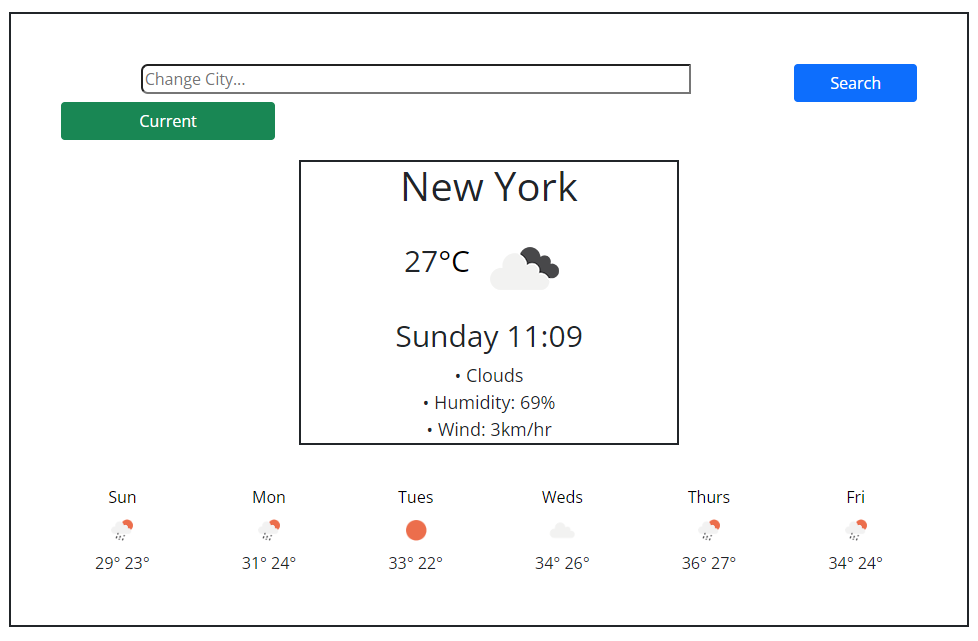 Change City...
Search
Current
New York
27°C
Sunday 11:09
• Clouds
• Humidity: 69%
• Wind: 3km/hr
Sun Mon Tues Weds Thurs Fri
29° 23° 31° 24° 33° 22° 34° 26° 36° 27° 34° 24°